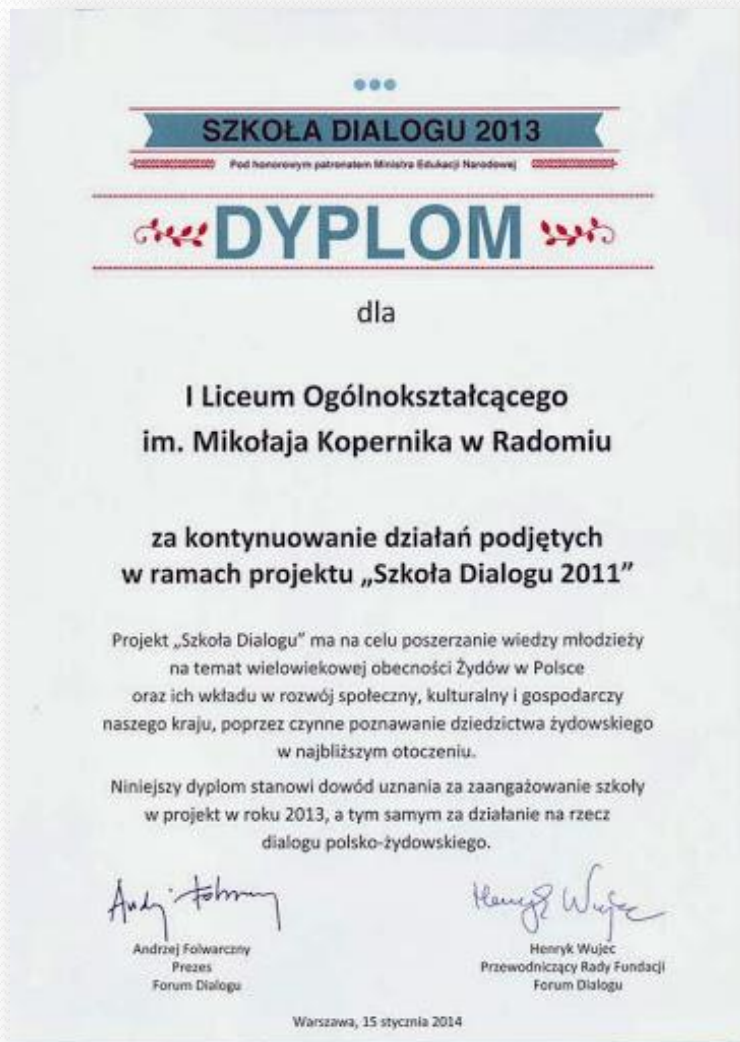 SZKOŁA DIALOGU 2013
Pod honorowym patronatem Ministra Edukacji Narodowej
DYPLOM
dla
I Liceum Ogólnokształcącego
im. Mikołaja Kopernika w Radomiu
za kontynuowanie działań podjętych
w ramach projektu „Szkoła Dialogu 2011”
Projekt „Szkoła Dialogu” ma na celu poszerzanie wiedzy młodzieży
na temat wielowiekowej obecności Żydów w Polsce
oraz ich wkładu w rozwój społeczny, kulturalny i gospodarczy
naszego kraju, poprzez czynne poznawanie dziedzictwa żydowskiego
w najbliższym otoczeniu.
Niniejszy dyplom stanowi dowód uznania za zaangażowanie szkoły
w projekt w roku 2013, a tym samym za działanie na rzecz
dialogu polsko-żydowskiego.
Henryk Wujec
Andrzej Folwarczny
Prezes
Forum Dialogu
Henryk Wujec
Przewodniczący Rady Fundacji
Forum Dialogu
Warszawa, 15 stycznia 2014